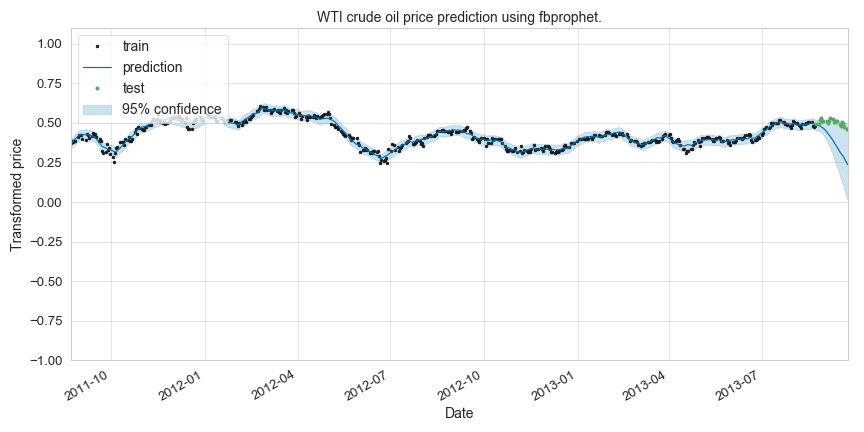 WTI crude oil price prediction using fbprophet.
train
prediction
test
95% confidence
Transformed price
1.00
0.75
0.50
0.25
0.00
−0.25
−0.50
−0.75
−1.00
2011-10
2012-01
2012-04
2012-07
2012-10
2013-01
2013-04
2013-07
Date